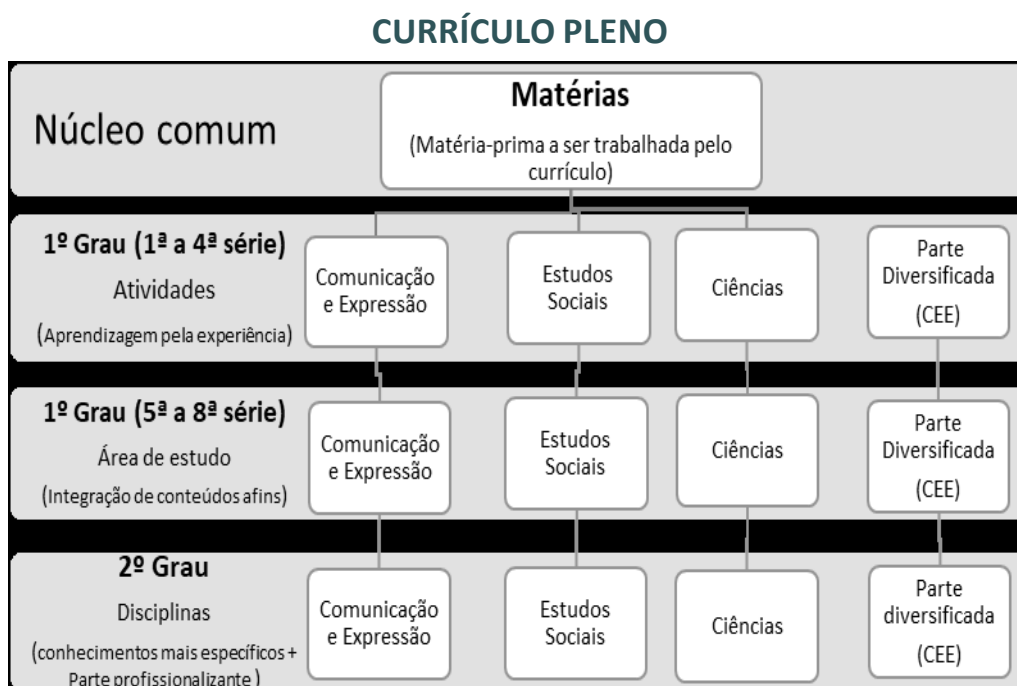 CURRÍCULO PLENO
Núcleo comum
Matérias
(Matéria-prima a ser trabalhada pelo
currículo)
1º Grau (1ª a 4ª série)
Atividades
(Aprendizagem pela experiência)
Comunicação
e Expressão
Estudos
Sociais
Ciências
Parte
Diversificada
(CEE)
1º Grau (5ª a 8ª série)
Área de estudo
(Integração de conteúdos afins)
Comunicação
e Expressão
Estudos
Sociais
Ciências
Parte
Diversificada
(CEE)
2º Grau
Disciplinas
(conhecimentos mais específicos +
Parte profissionalizante )
Comunicação
e Expressão
Estudos
Sociais
Ciências
Parte
diversificada
(CEE)